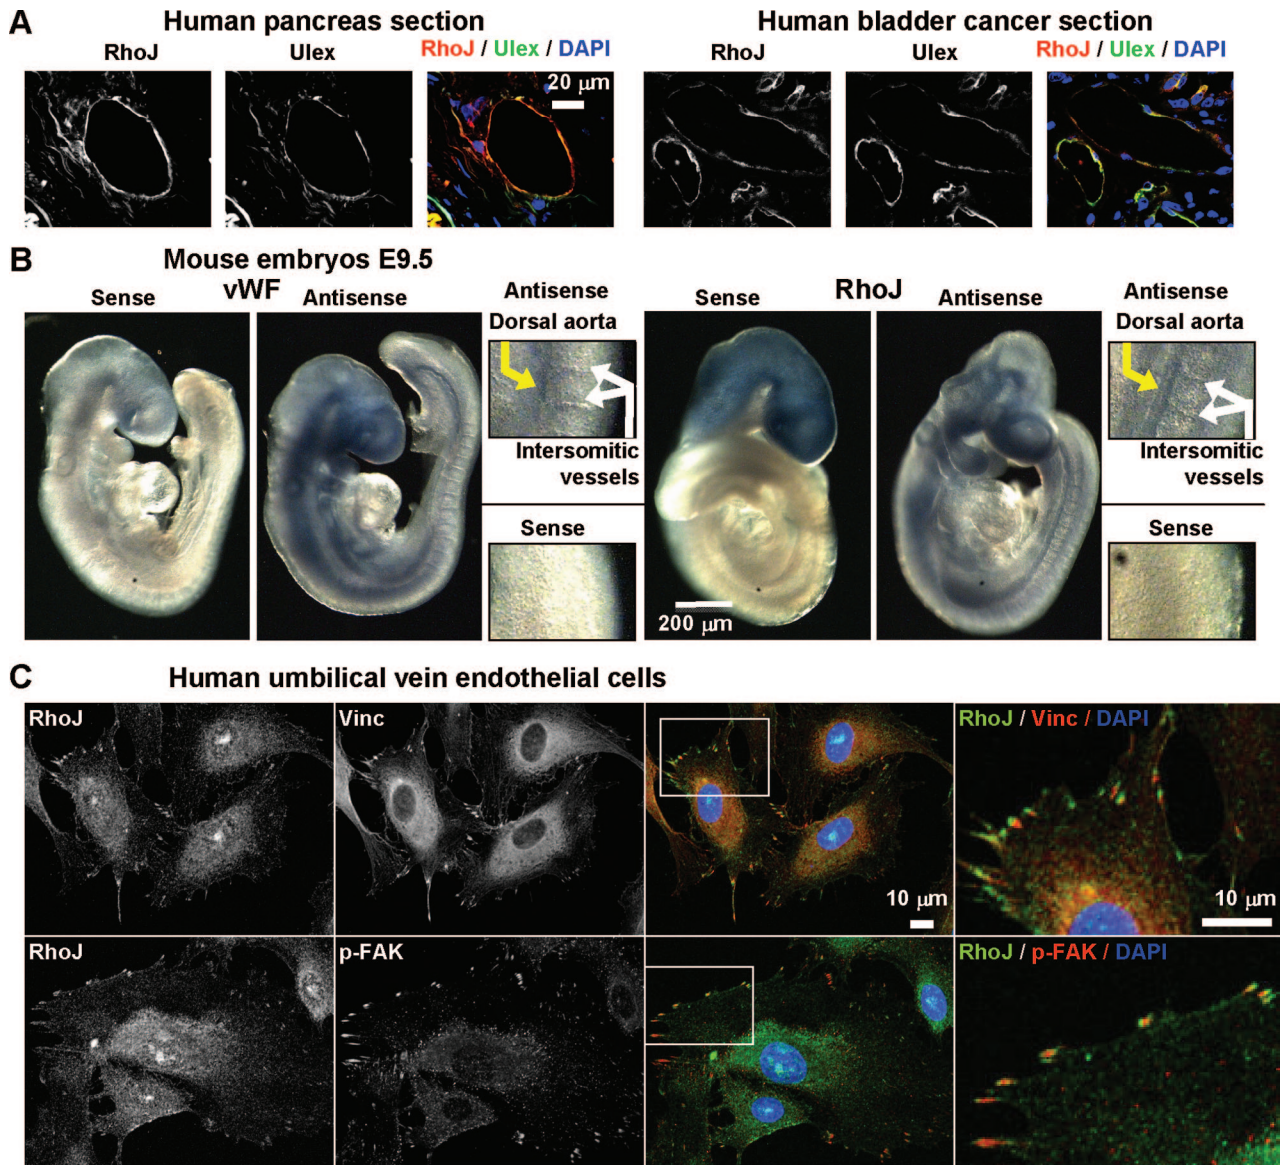 A
Human pancreas section
Human bladder cancer section
RhoJ
Ulex
RhoJ / Ulex / DAPI
RhoJ
Ulex
RhoJ / Ulex / DAPI
20 μm
B
Mouse embryos E9.5
vWF
RhoJ
Sense
Antisense
Antisense
Dorsal aorta
Intersomitic
vessels
Sense
Sense
Antisense
Antisense
Dorsal aorta
Intersomitic
vessels
Sense
200 μm
C
Human umbilical vein endothelial cells
RhoJ
Vinc
RhoJ / Vinc / DAPI
10 μm
10 μm
RhoJ
p-FAK
RhoJ / p-FAK / DAPI